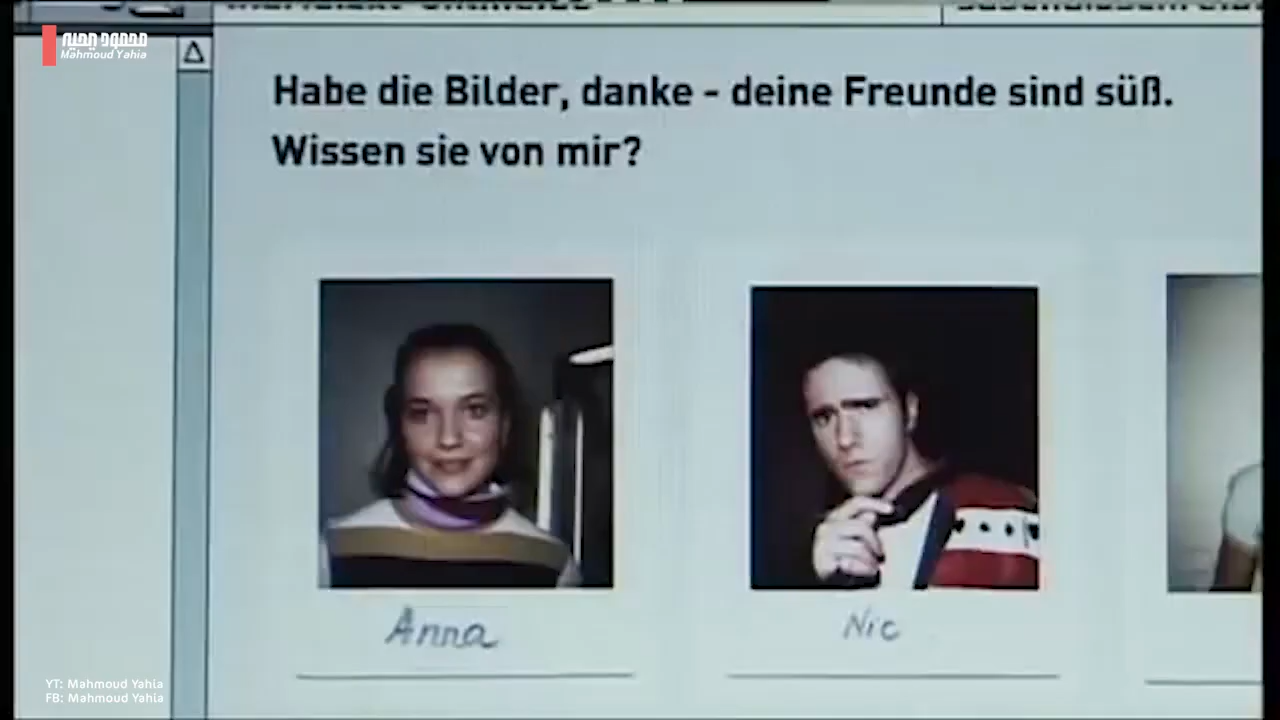 محمود يحيه
Mahmoud Yahia
Habe die Bilder, danke - deine Freunde sind süß.
Wissen sie von mir?
Anna
Nic
YT: Mahmoud Yahia
FB: Mahmoud Yahia